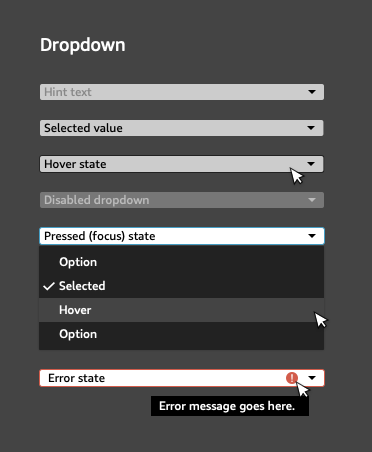 Dropdown
Hint text
Selected value
Hover state
Disabled dropdown
Pressed (focus) state
Option
Selected
Hover
Option
Error state
Error message goes here.